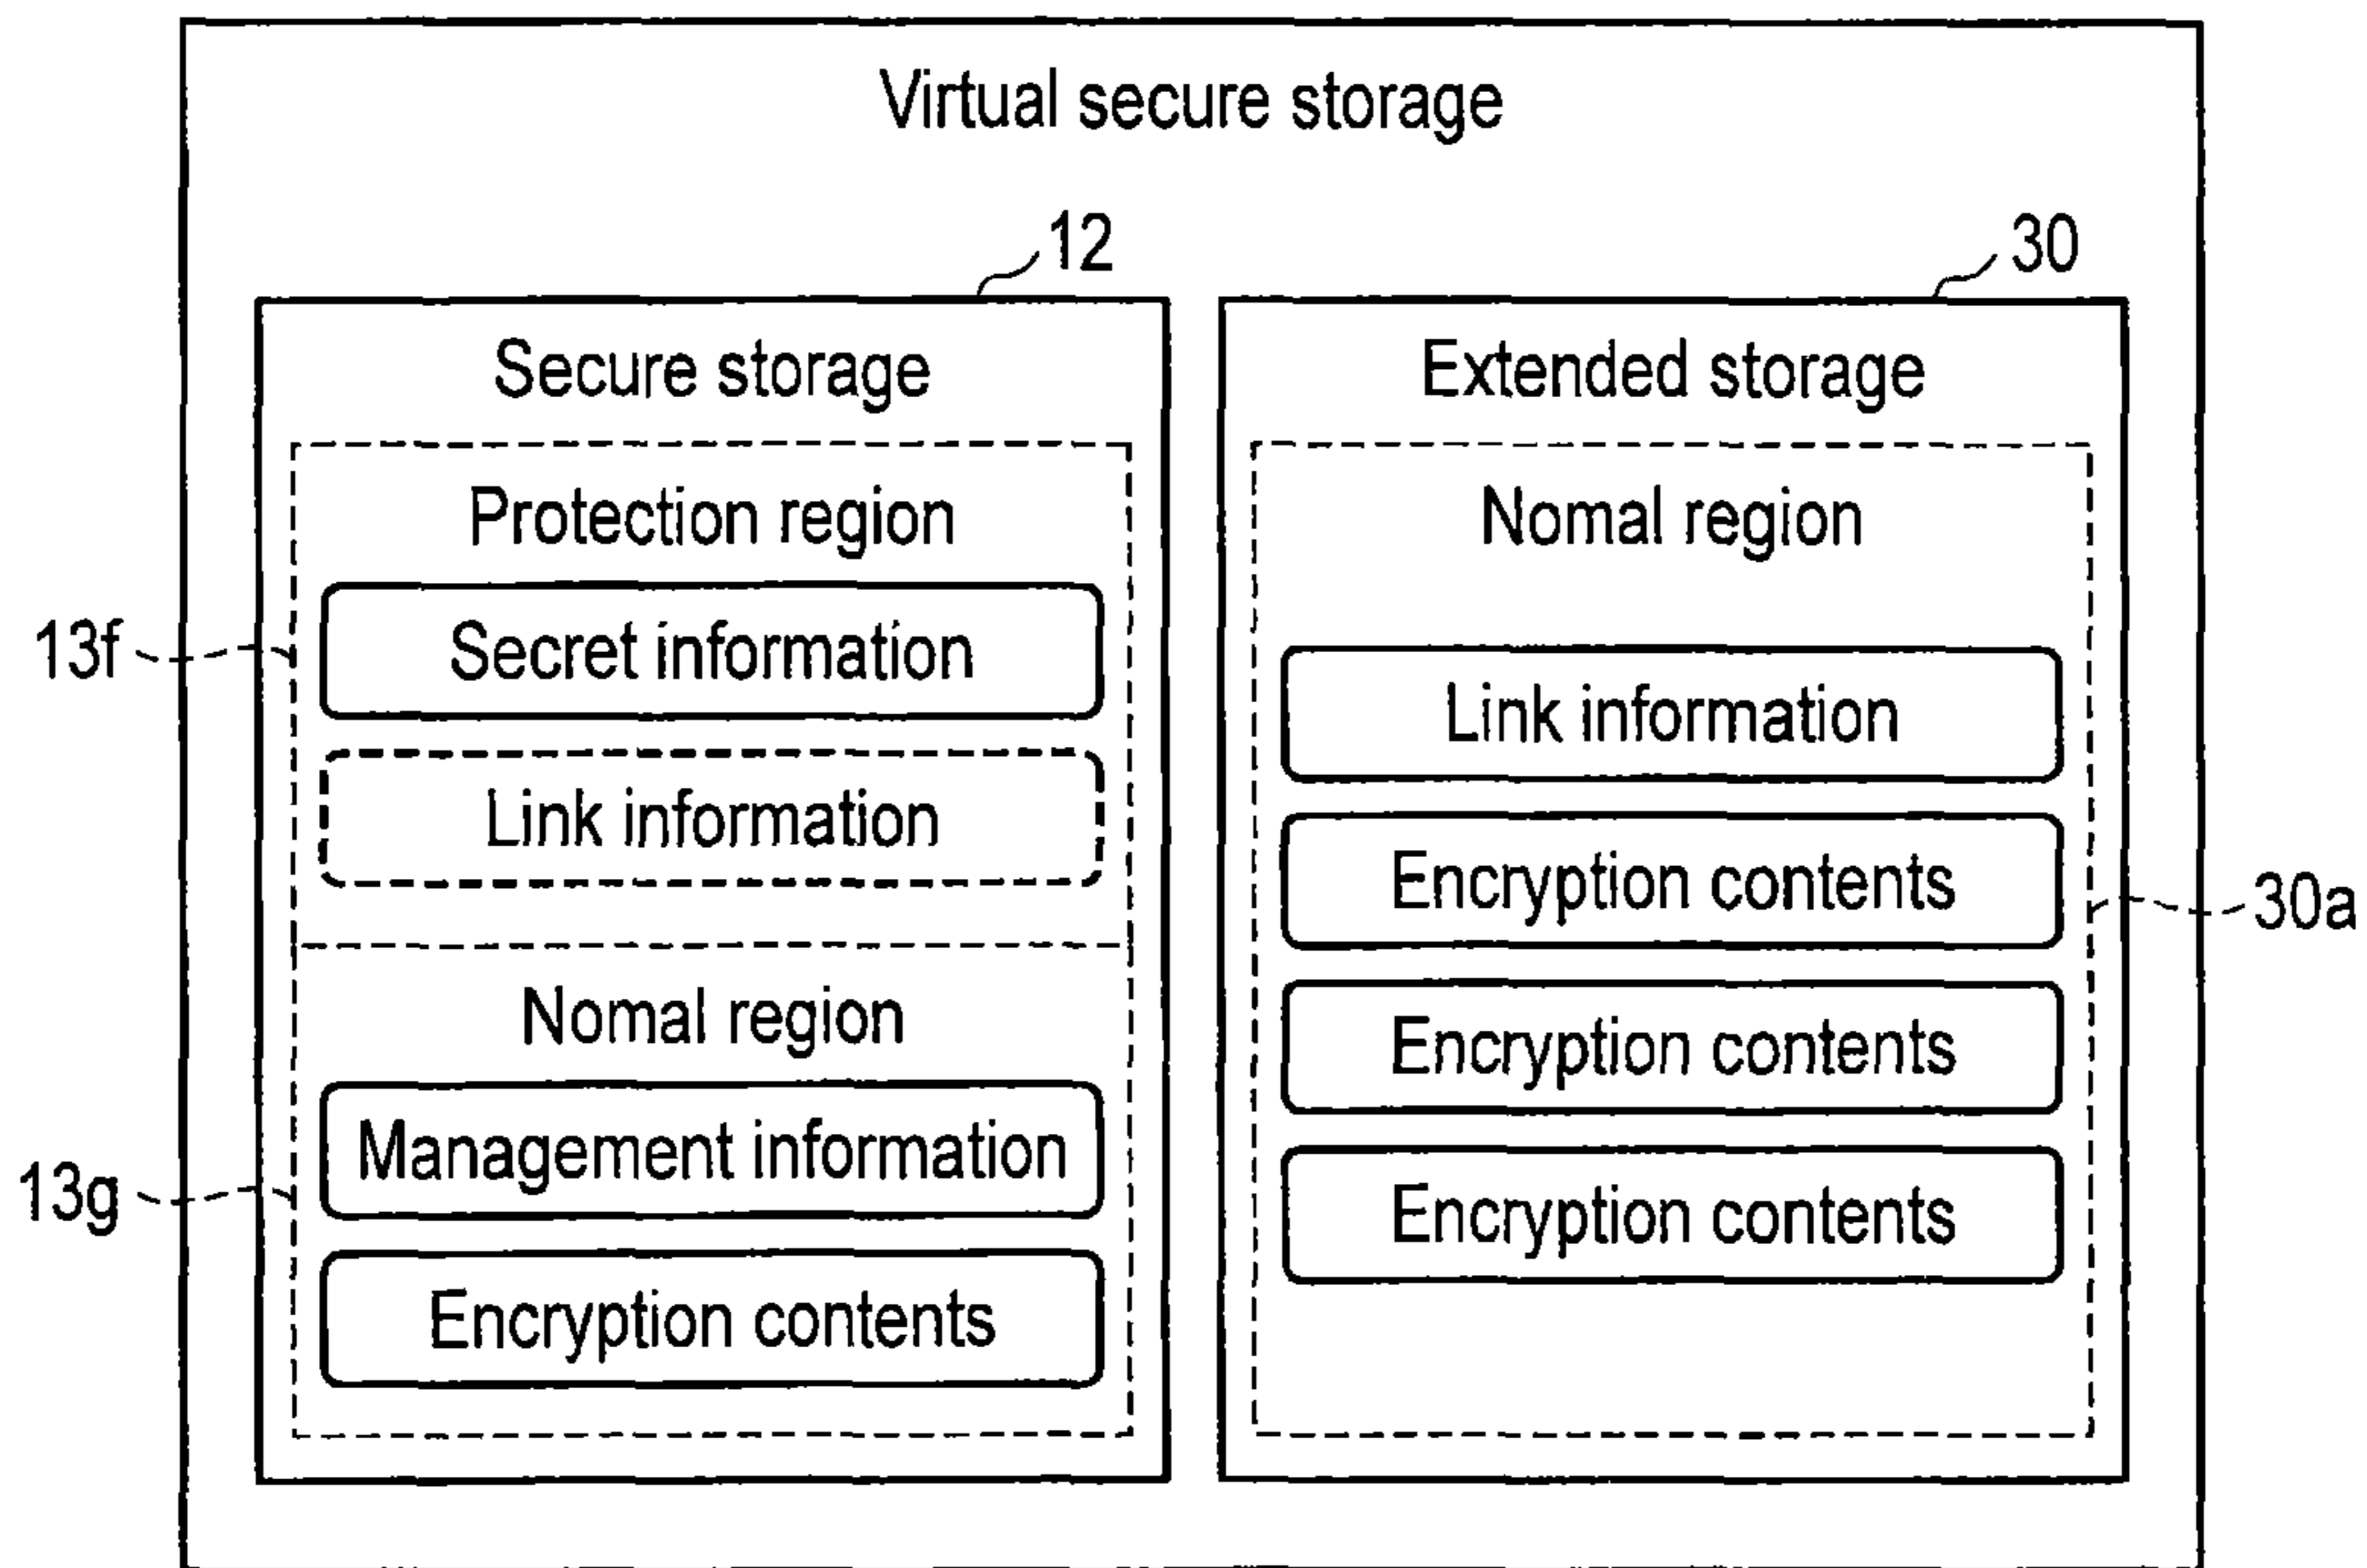 Virtual secure storage
12
30
Secure storage
Extended storage
Protection region
Secret information
13f
Link information
Nomal region
Management information
13g
Encryption contents
Nomal region
Link information
Encryption contents
30a
Encryption contents
Encryption contents